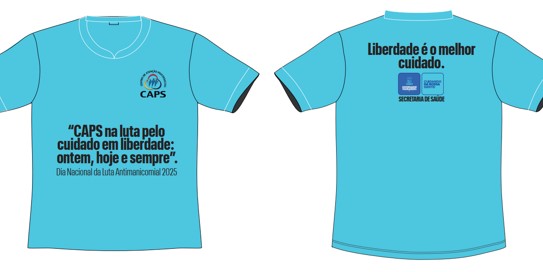 CAPS
“CAPS na luta pelo
cuidado em liberdade:
ontem, hoje e sempre”.
Dia Nacional da Luta Antimanicomial 2025
Liberdade é o melhor
cuidado.
SECRETARIA DE SAÚDE